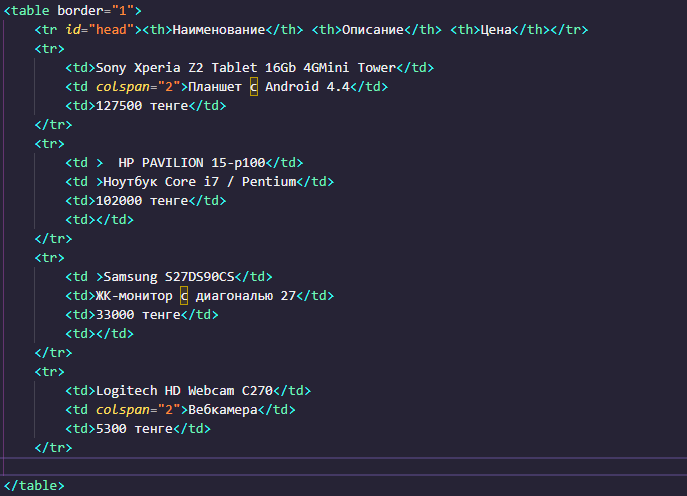 <table border="1">
<tr id="head"><th>Наименование</th> <th>Описание</th> <th>Цена</th></tr>
<tr>
<td>Sony Xperia Z2 Tablet 16Gb 4GMini Tower</td>
<td colspan="2">Планшет с Android 4.4</td>
<td>127500 тенге</td>
</tr>
<tr>
<td >  HP PAVILION 15-p100</td>
<td >Ноутбук Core i7 / Pentium</td>
<td>102000 тенге</td>
<td></td>
</tr>
<tr>
<td >Samsung S27DS90CS</td>
<td>ЖК-монитор с диагональю 27</td>
<td>33000 тенге</td>
<td></td>
</tr>
<tr>
<td>Logitech HD Webcam C270</td>
<td colspan="2">Вебкамера</td>
<td>5300 тенге</td>
</tr>
</table>